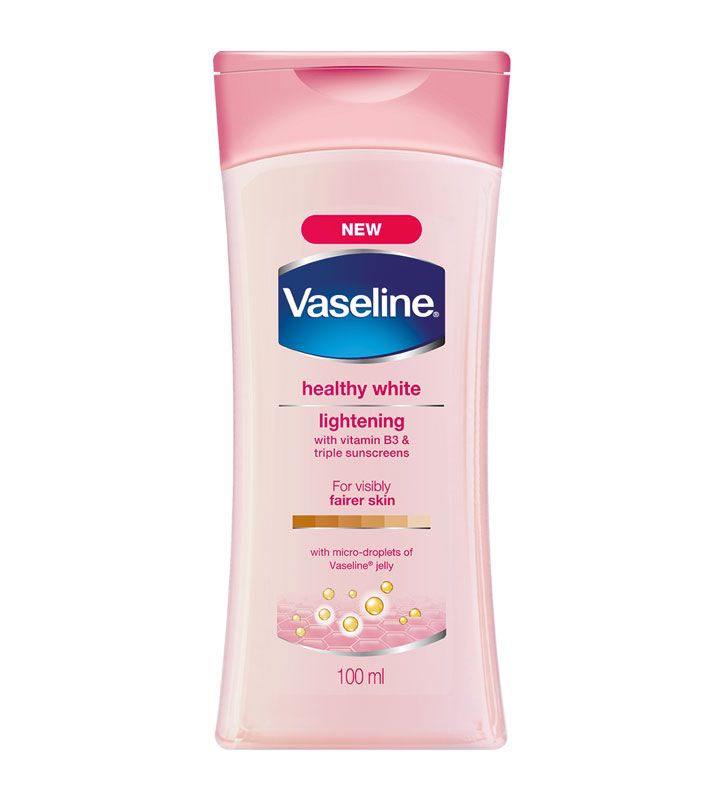 NEW
Vaseline®
healthy white
lightening
with vitamin B3 &
triple sunscreens
For visibly
fairer skin
with micro-droplets of
Vaseline® jelly
100 ml